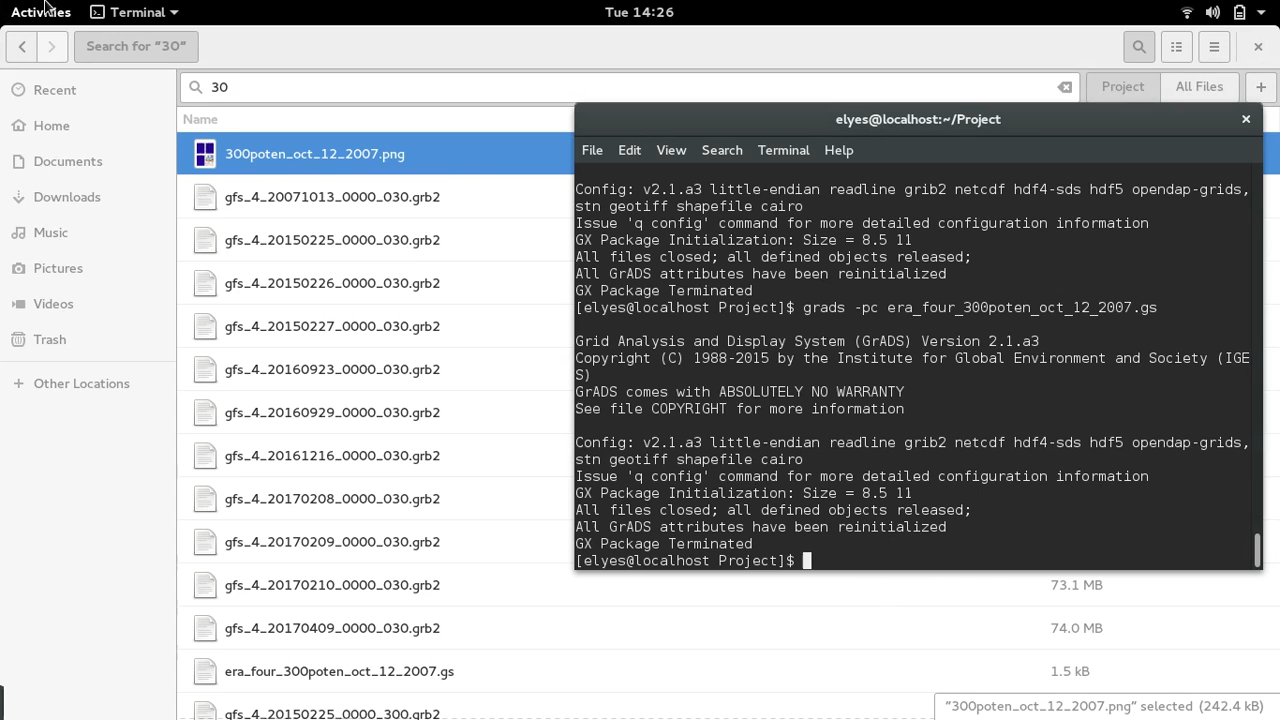 Activities
Terminal
Tue 14:26
Search for "30"
30
Project
All Files
Recent
Home
Documents
Downloads
Music
Pictures
Videos
Trash
Other Locations
Name
300poten_oct_12_2007.png
gfs_4_20071013_0000_030.grb2
gfs_4_20150225_0000_030.grb2
gfs_4_20150226_0000_030.grb2
gfs_4_20150227_0000_030.grb2
gfs_4_20160923_0000_030.grb2
gfs_4_20160929_0000_030.grb2
gfs_4_20161216_0000_030.grb2
gfs_4_20170208_0000_030.grb2
gfs_4_20170209_0000_030.grb2
gfs_4_20170210_0000_030.grb2
73.1 MB
gfs_4_20170409_0000_030.grb2
74.0 MB
era_four_300poten_oct_12_2007.gs
1.5 kB
gfs_4_20150225_0000_300.grb2
"300poten_oct_12_2007.png" selected (242.4 kB)
elyes@localhost:~/Project
File Edit View Search Terminal Help
Config: v2.1.a3 little-endian readline grib2 netcdf hdf4-sds hdf5 opendap-grids,
stn geotiff shapefile cairo
Issue 'q config' command for more detailed configuration information
GX Package Initialization: Size = 8.5 11
All files closed; all defined objects released;
All GrADS attributes have been reinitialized
GX Package Terminated
[elyes@localhost Project]$ grads -pc era_four_300poten_oct_12_2007.gs
Grid Analysis and Display System (GrADS) Version 2.1.a3
Copyright (C) 1988-2015 by the Institute for Global Environment and Society (IGE
S)
GrADS comes with ABSOLUTELY NO WARRANTY
See file COPYRIGHT for more information
Config: v2.1.a3 little-endian readline grib2 netcdf hdf4-sds hdf5 opendap-grids,
stn geotiff shapefile cairo
Issue 'q config' command for more detailed configuration information
GX Package Initialization: Size = 8.5 11
All files closed; all defined objects released;
All GrADS attributes have been reinitialized
GX Package Terminated
[elyes@localhost Project]$